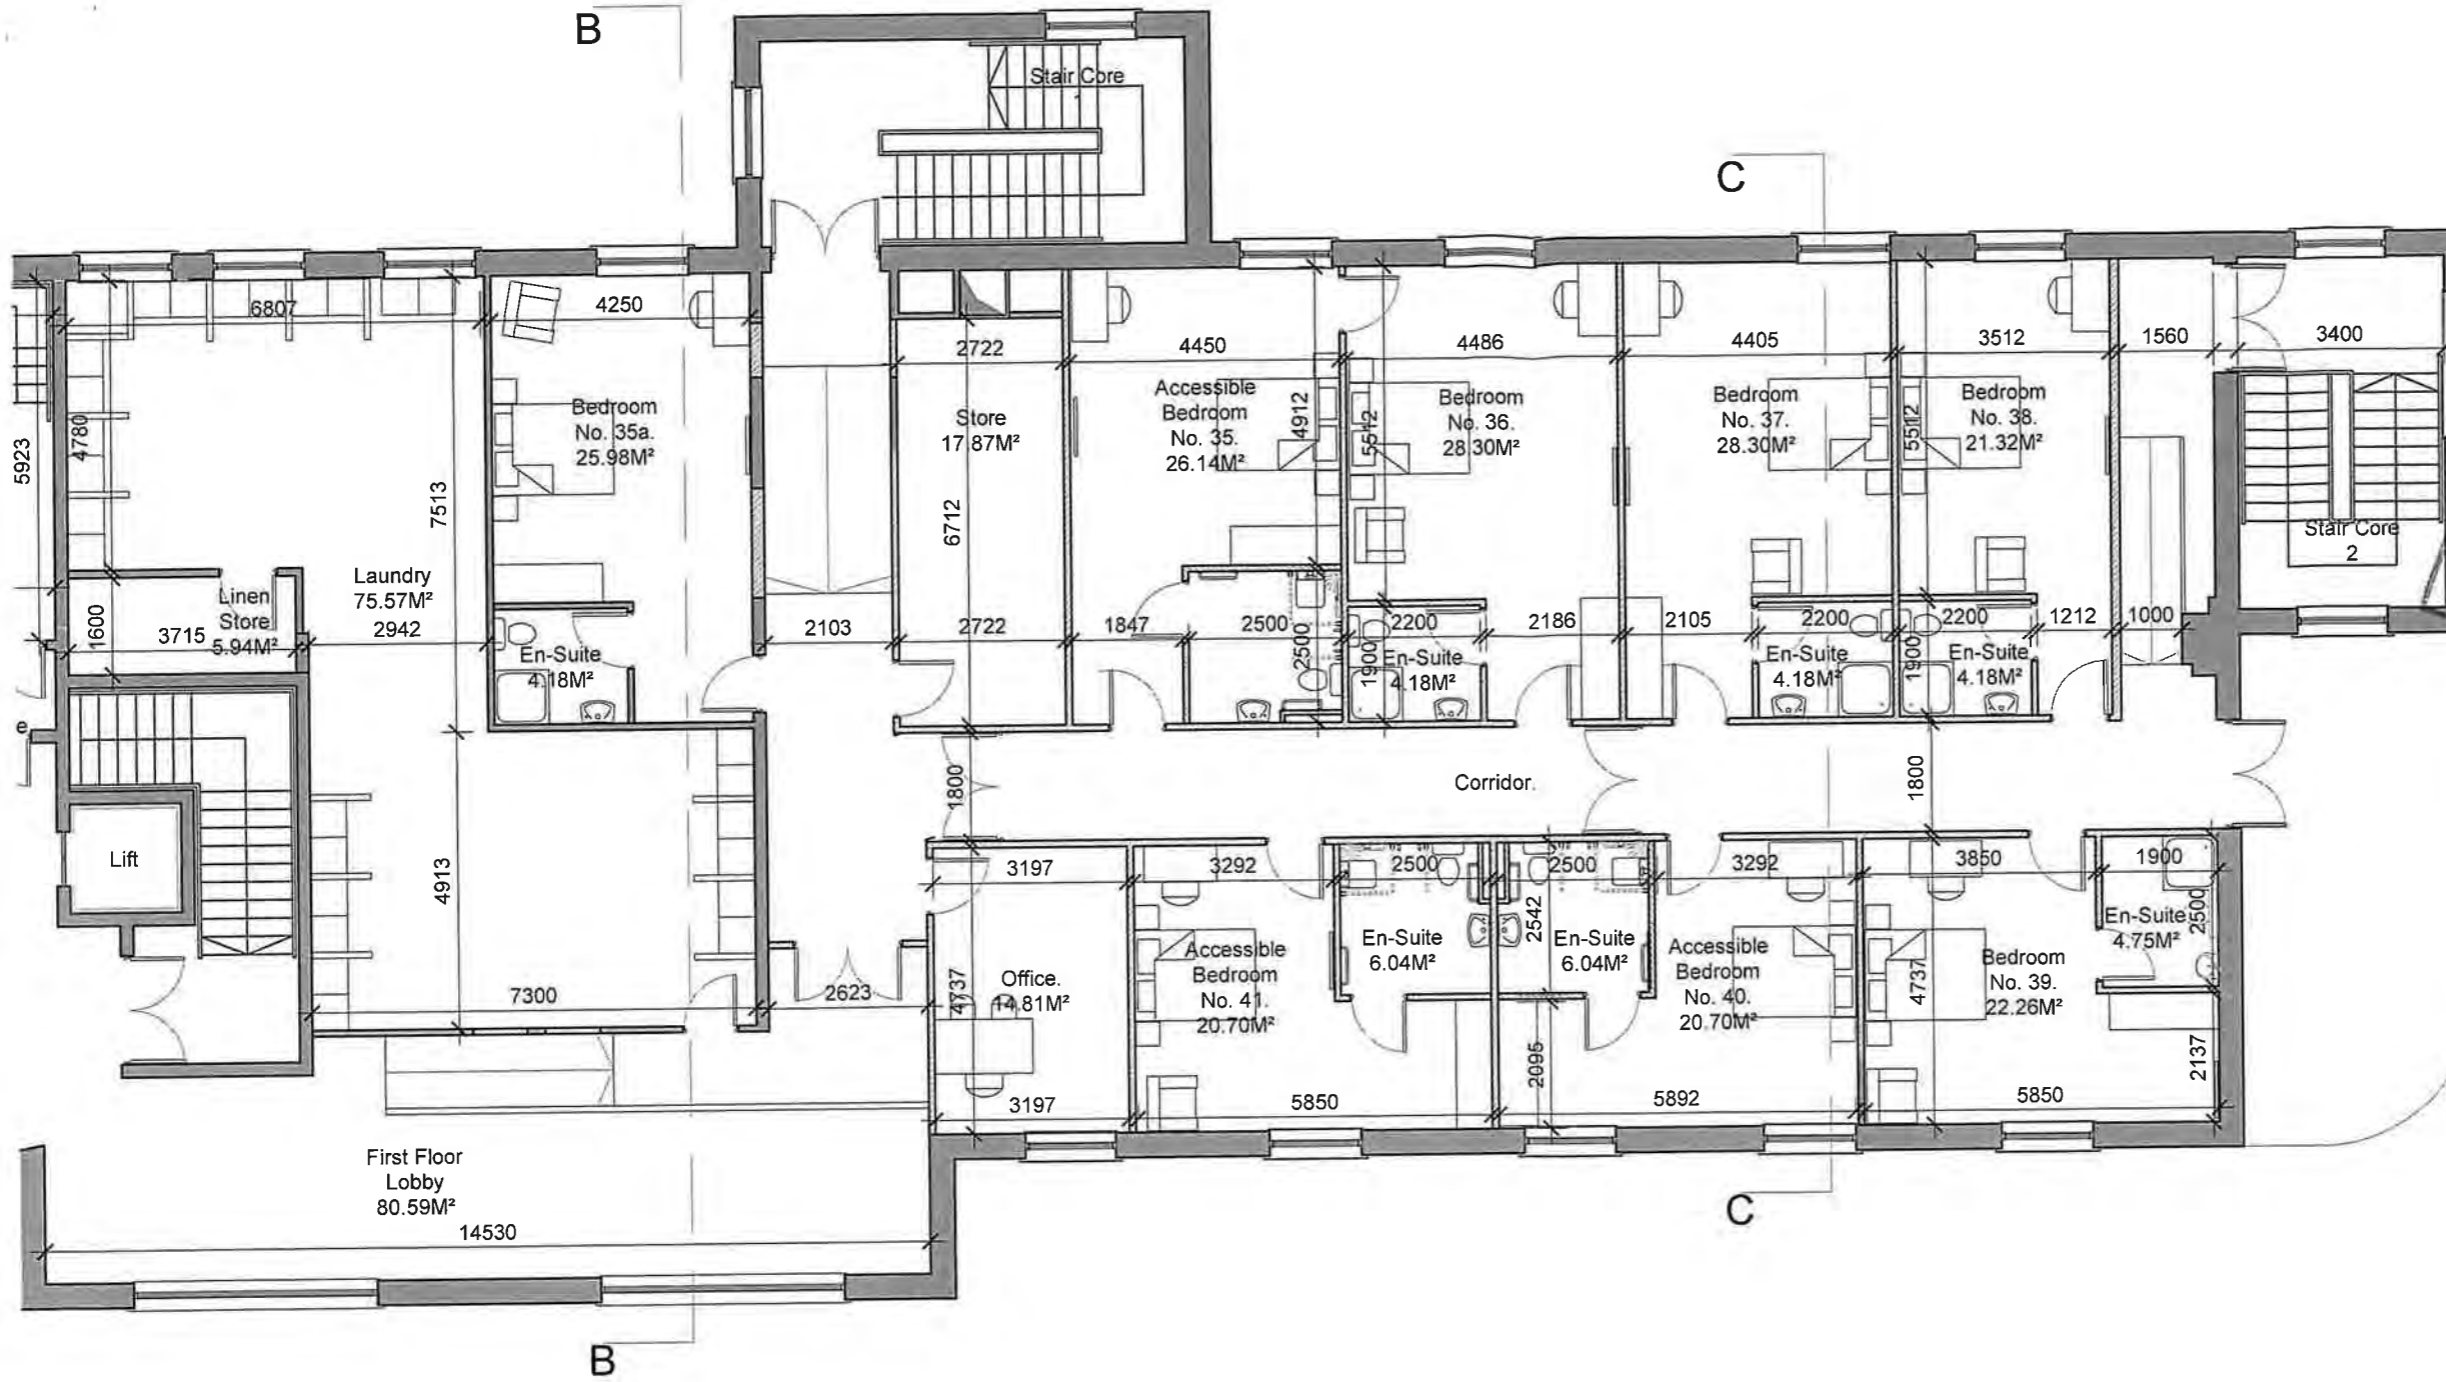 B
Stair Core
1
C
6807
4250
2722
4450
4486
4405
3512
1560
3400
Bedroom
No. 35a.
25.98M²
Store
17.87M²
Accessible
Bedroom
No. 35.
26.14M²
4912
5512
Bedroom
No. 36.
28.30M²
Bedroom
No. 37.
28.30M²
5512
Bedroom
No. 38.
21.32M²
5923
4780
7513
6712
Stair Core
2
Laundry
75.57M²
Linen
Store
5.94M²
1600
3715
2942
En-Suite
4.18M²
2103
2722
1847
2500
2500
2200
1900
En-Suite
4.18M²
2186
2105
2200
En-Suite
4.18M²
2200
1900
En-Suite
4.18M²
1212
1000
e
1800
Corridor.
1800
Lift
4913
3197
3292
2500
2500
3292
3850
1900
2500
En-Suite
4.75M²
Office.
14.81M²
4737
Accessible
Bedroom
No. 41.
20.70M²
En-Suite
6.04M²
2542
En-Suite
6.04M²
Accessible
Bedroom
No. 40.
20.70M²
4737
Bedroom
No. 39.
22.26M²
7300
2623
2095
2137
3197
5850
5892
5850
First Floor
Lobby
80.59M²
14530
C
B